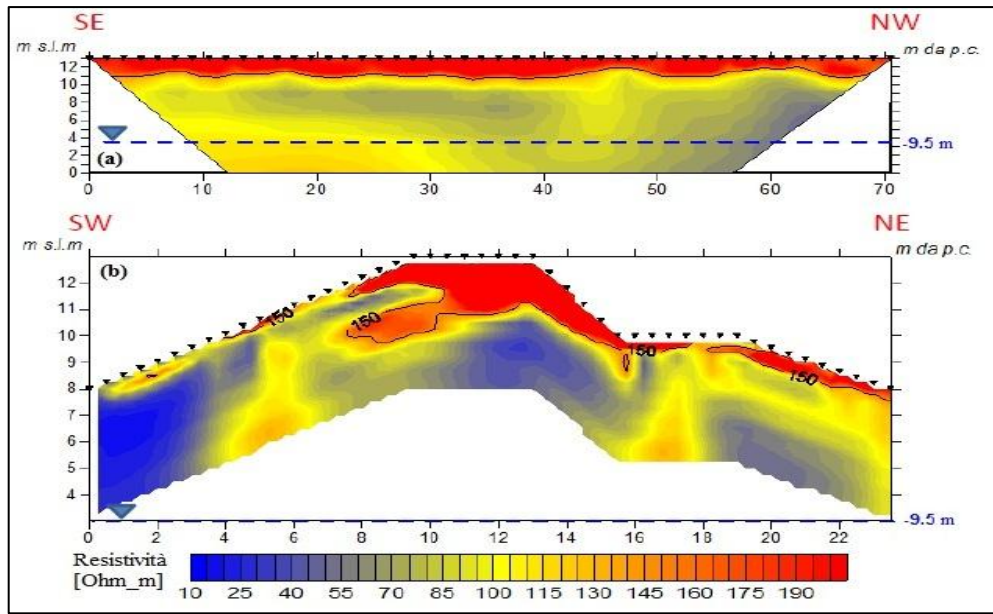 SE NW
m s.l.m m da p.c.
12
10
8
6
4
2
0
(a) -9.5 m
0 10 20 30 40 50 60 70
SW NE
m s.l.m m da p.c.
(b)
12
11
10
9
8
7
6
5
4
150 150 150 150
-9.5 m
0 2 4 6 8 10 12 14 16 18 20 22
Resistività
[Ohm_m]
10 25 40 55 70 85 100 115 130 145 160 175 190